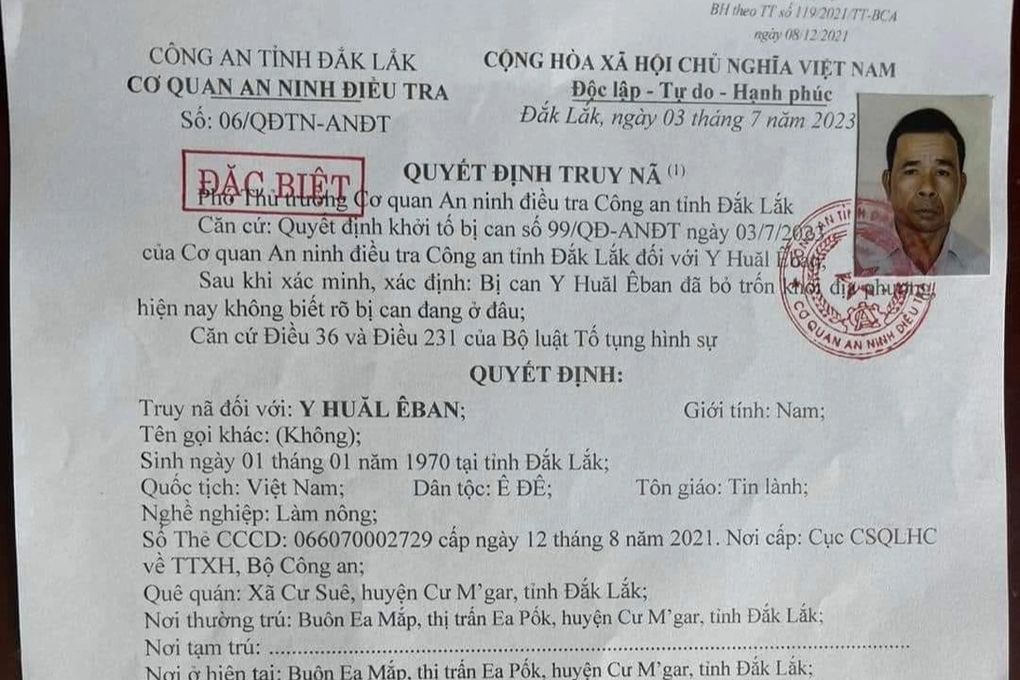 BH theo TT số 119/2021/TT-BCA
ngày 08/12/2021
CÔNG AN TỈNH ĐẮK LẮK
CƠ QUAN AN NINH ĐIỀU TRA
Số: 06/QĐTN-ANĐT
CỘNG HÒA XÃ HỘI CHỦ NGHĨA VIỆT NAM
Độc lập - Tự do - Hạnh phúc
Đắk Lắk, ngày 03 tháng 7 năm 2023
ĐẶC BIỆT
QUYẾT ĐỊNH TRUY NÃ (1)
Phó Thủ trưởng Cơ quan An ninh điều tra Công an tỉnh Đắk Lắk
Căn cứ: Quyết định khởi tố bị can số 99/QĐ-ANĐT ngày 03/7/2023
của Cơ quan An ninh điều tra Công an tỉnh Đắk Lắk đối với Y Huăl Êban;
Sau khi xác minh, xác định: Bị can Y Huăl Êban đã bỏ trốn khỏi địa phương,
hiện nay không biết rõ bị can đang ở đâu;
Căn cứ Điều 36 và Điều 231 của Bộ luật Tố tụng hình sự
CƠ QUAN AN NINH ĐIỀU TRA
QUYẾT ĐỊNH:
Truy nã đối với: Y HUĂL ÊBAN; Giới tính: Nam;
Tên gọi khác: (Không);
Sinh ngày 01 tháng 01 năm 1970 tại tỉnh Đắk Lắk;
Quốc tịch: Việt Nam; Dân tộc: Ê ĐÊ; Tôn giáo: Tin lành;
Nghề nghiệp: Làm nông;
Số Thẻ CCCD: 066070002729 cấp ngày 12 tháng 8 năm 2021. Nơi cấp: Cục CSQLHC
về TTXH, Bộ Công an;
Quê quán: Xã Cư Suê, huyện Cư M'gar, tỉnh Đắk Lắk;
Nơi thường trú: Buôn Ea Mắp, thị trấn Ea Pốk, huyện Cư M'gar, tỉnh Đắk Lắk;
Nơi tạm trú: ........................................................................
Nơi ở hiện tại: Buôn Ea Mắp, thị trấn Ea Pốk, huyện Cư M'gar, tỉnh Đắk Lắk;